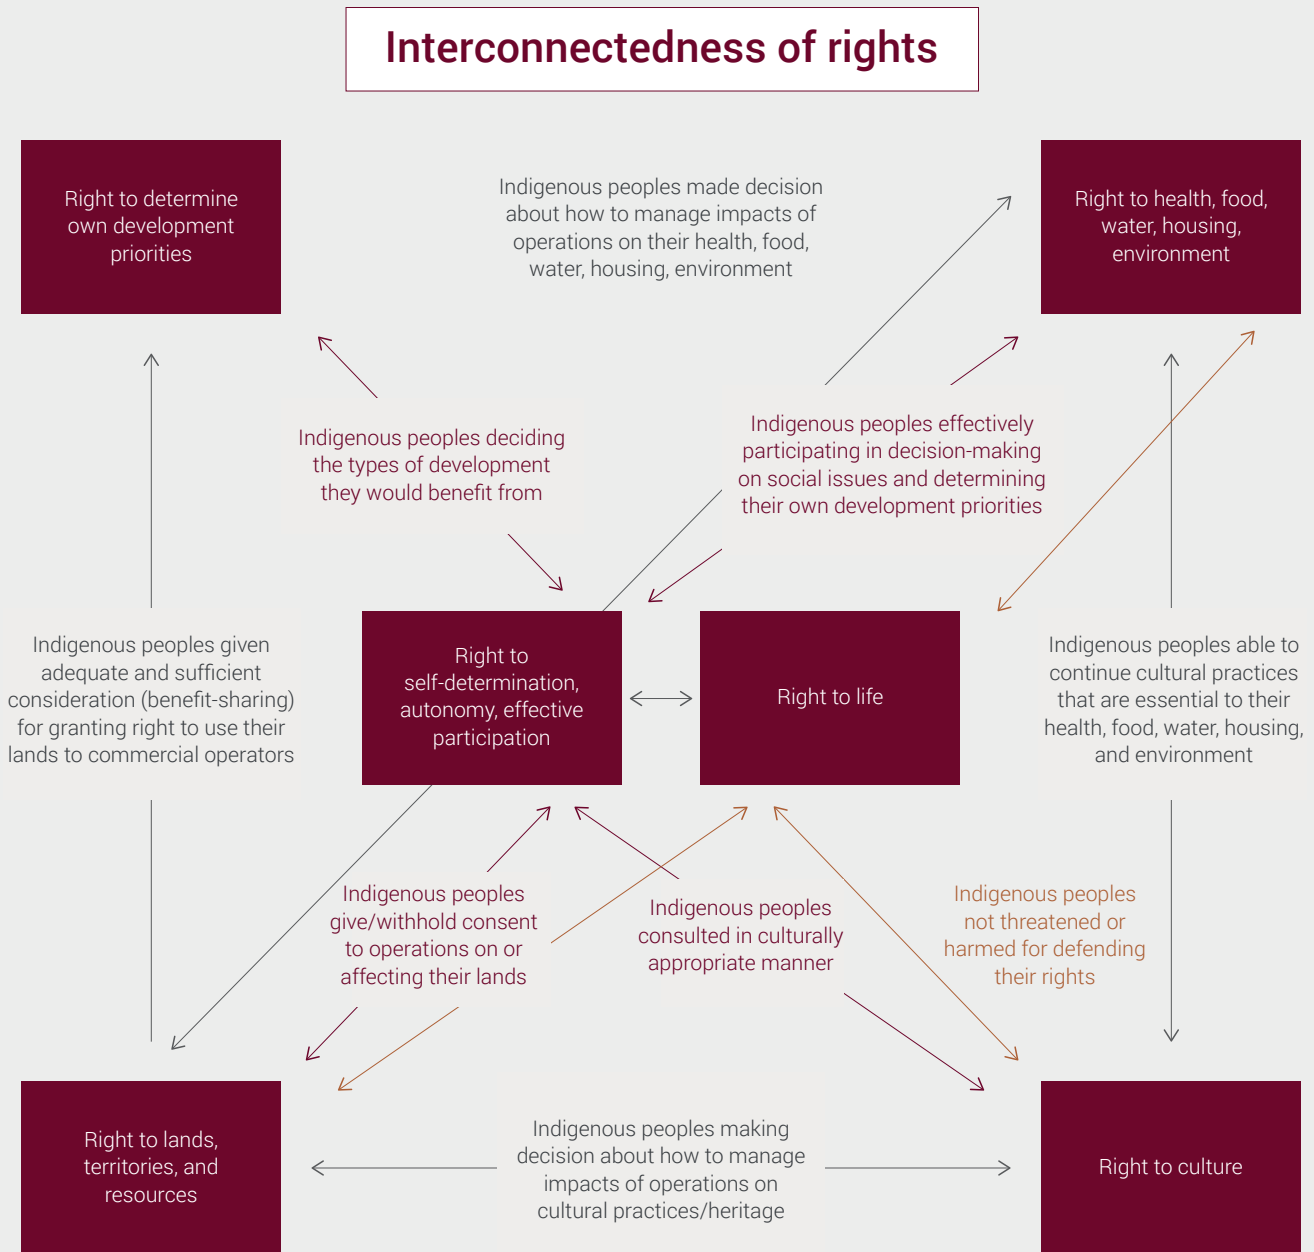 Interconnectedness of rights
Right to determine
own development
priorities
Indigenous peoples made decision
about how to manage impacts of
operations on their health, food,
water, housing, environment
Right to health, food,
water, housing,
environment
Indigenous peoples deciding
the types of development
they would benefit from
Indigenous peoples effectively
participating in decision-making
on social issues and determining
their own development priorities
Indigenous peoples given
adequate and sufficient
consideration (benefit-sharing)
for granting right to use their
lands to commercial operators
Right to
self-determination,
autonomy, effective
participation
Right to life
Indigenous peoples able to
continue cultural practices
that are essential to their
health, food, water, housing,
and environment
Indigenous peoples
give/withhold consent
to operations on or
affecting their lands
Indigenous peoples
consulted in culturally
appropriate manner
Indigenous peoples
not threatened or
harmed for defending
their rights
Right to lands,
territories, and
resources
Indigenous peoples making
decision about how to manage
impacts of operations on
cultural practices/heritage
Right to culture